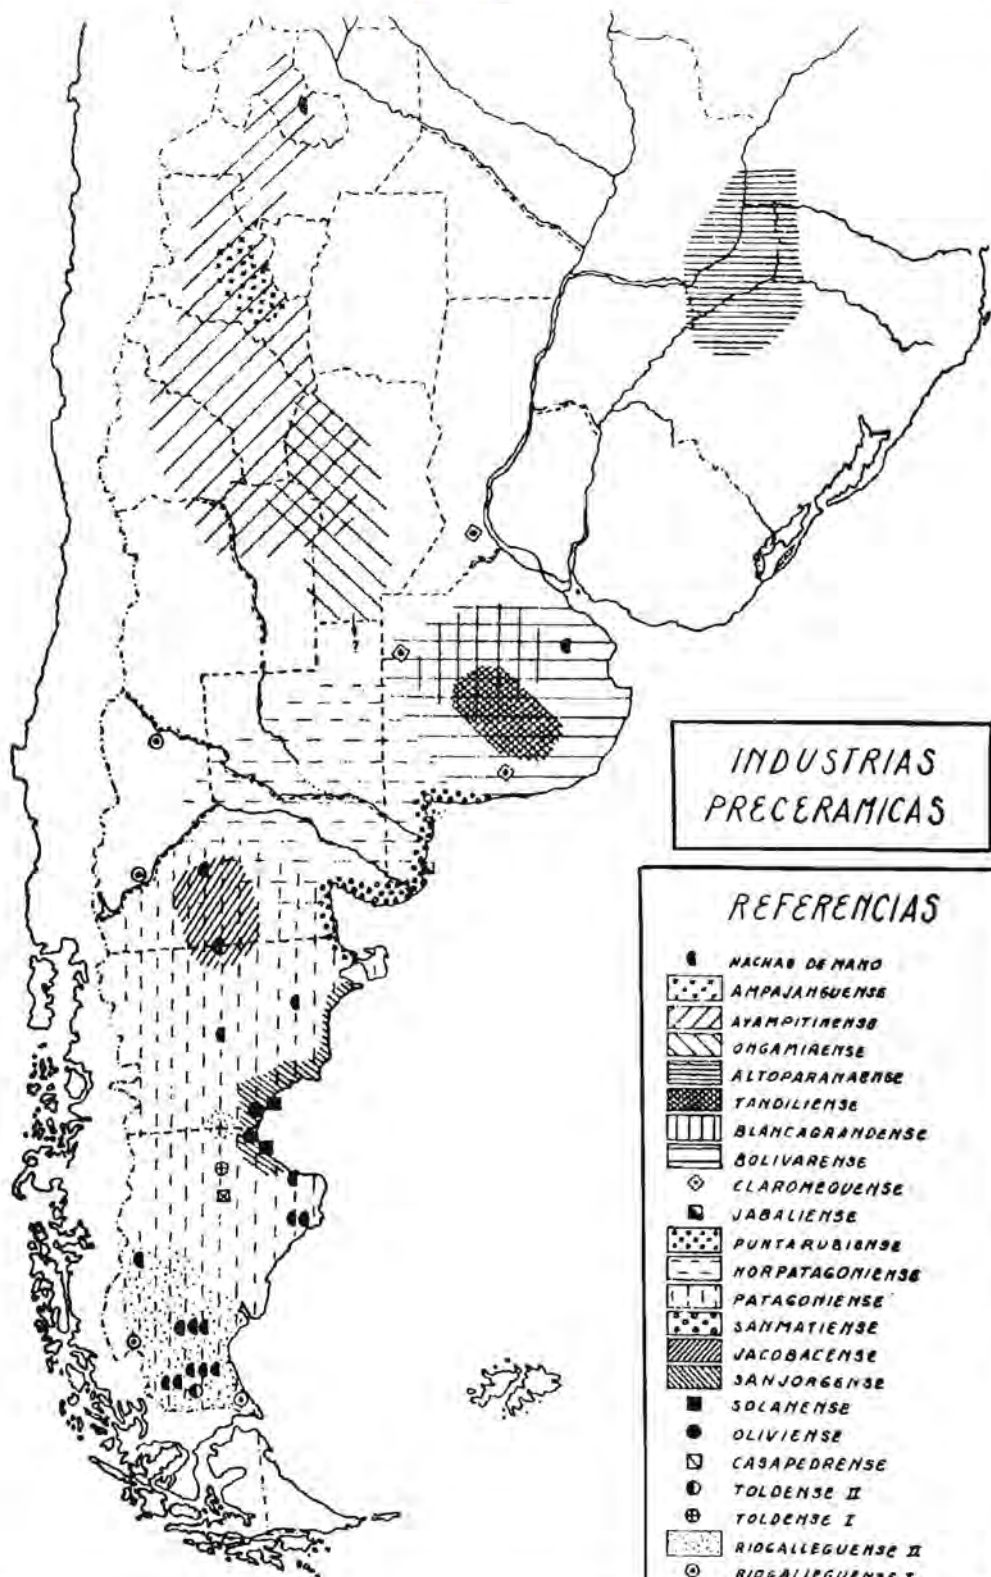 ?
INDUSTRIAS
PRECERAMICAS
REFERENCIAS
HACHAS DE MANO
AMPAJANGUENSE
AYAMPITINENSE
ONGAMIRENSE
ALTOPARANAENSE
TANDILIENSE
BLANCAGRANDENSE
BOLIVARENSE
CLAROMEQUENSE
JABALIENSE
PUNTARUBIENSE
NORPATAGONIENSE
PATAGONIENSE
SANMATIENSE
JACOBACENSE
SANJORGENSE
SOLANENSE
OLIVIENSE
CASAPEDRENSE
TOLDENSE II
TOLDENSE I
RIOGALLEGUENSE II
RIOGALLEGUENSE I